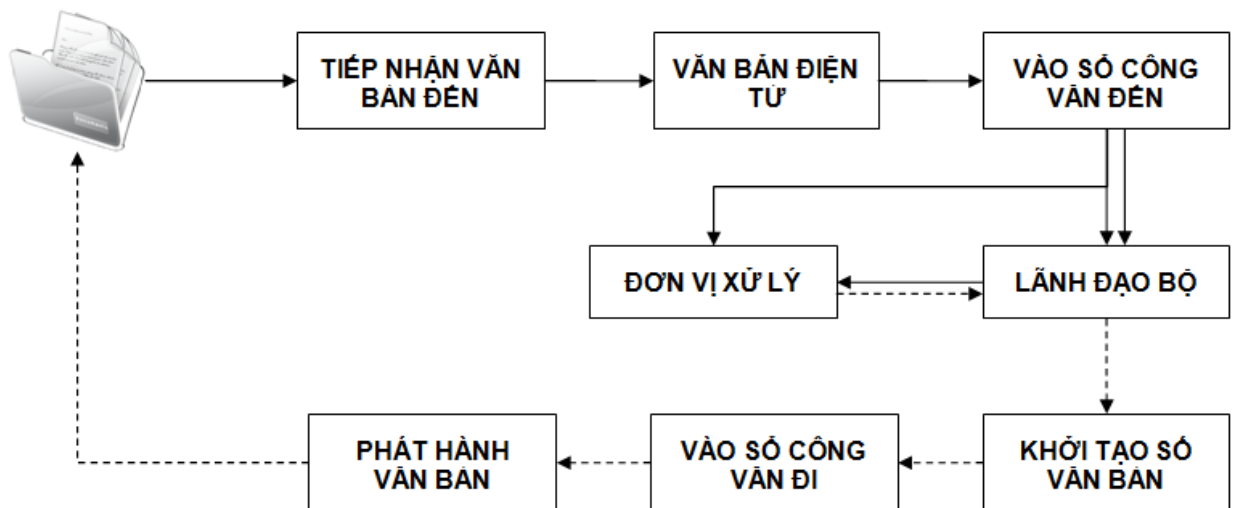 TIẾP NHẬN VĂN
BẢN ĐẾN
VĂN BẢN ĐIỆN
TỬ
VÀO SỔ CÔNG
VĂN ĐẾN
ĐƠN VỊ XỬ LÝ
LÃNH ĐẠO BỘ
PHÁT HÀNH
VĂN BẢN
VÀO SỔ CÔNG
VĂN ĐI
KHỞI TẠO SỐ
VĂN BẢN